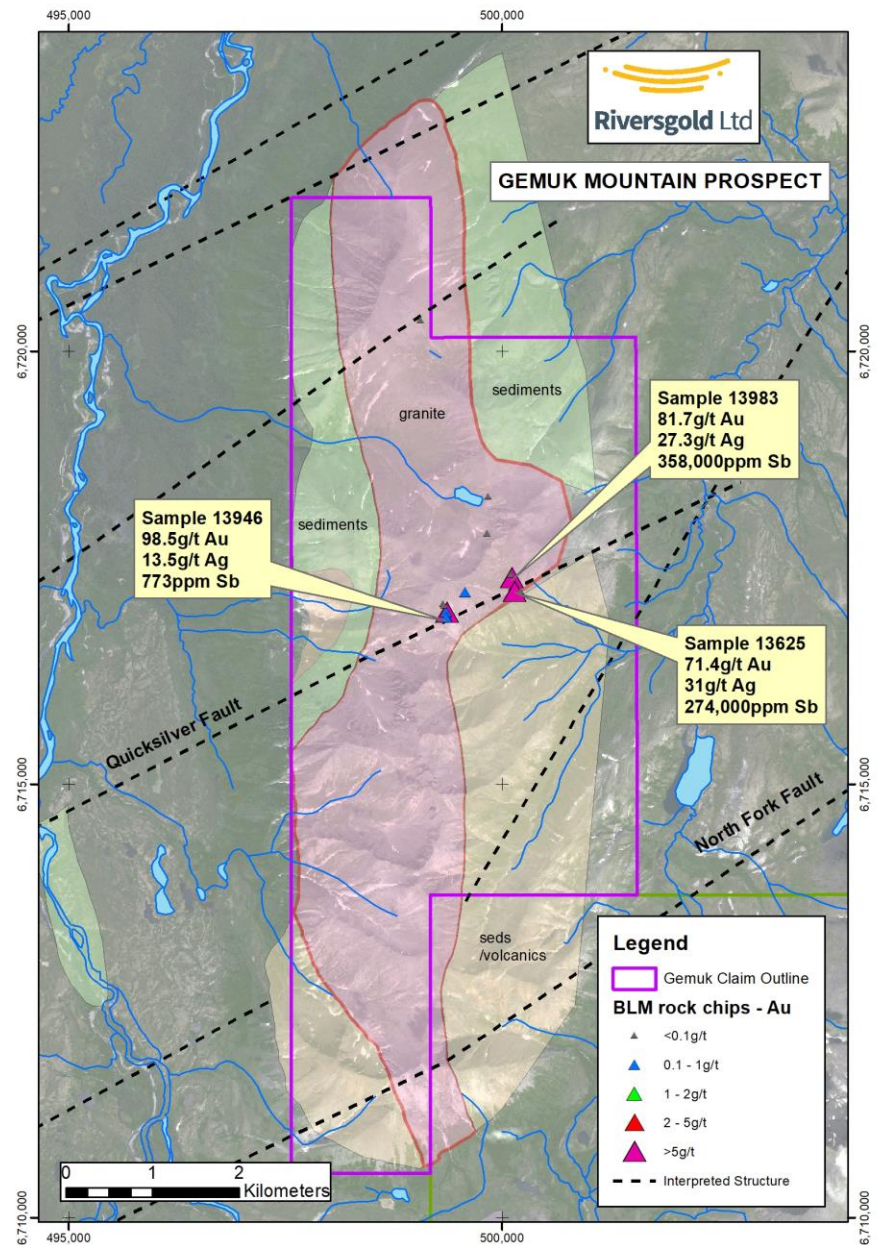 495,000
500,000
Riversgold Ltd
GEMUK MOUNTAIN PROSPECT
6,720,000
6,720,000
sediments
granite
Sample 13983
81.7g/t Au
27.3g/t Ag
358,000ppm Sb
sediments
Sample 13946
98.5g/t Au
13.5g/t Ag
773ppm Sb
Sample 13625
71.4g/t Au
31g/t Ag
274,000ppm Sb
Quicksilver Fault
6,715,000
6,715,000
North Fork Fault
seds
/volcanics
Legend
Gemuk Claim Outline
BLM rock chips - Au
<0.1g/t
0.1 - 1g/t
1 - 2g/t
2 - 5g/t
>5g/t
Interpreted Structure
0 1 2
Kilometers
6,710,000
6,710,000
495,000
500,000